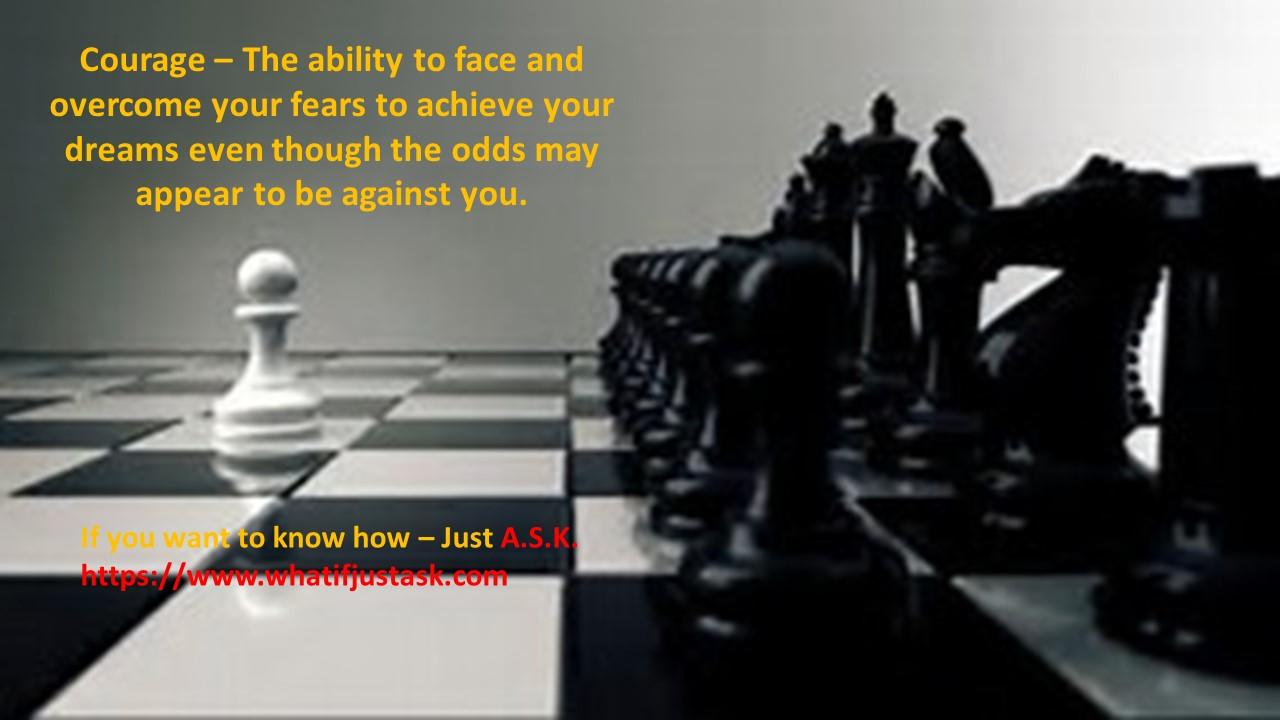 Courage – The ability to face and
overcome your fears to achieve your
dreams even though the odds may
appear to be against you.
If you want to know how – Just A.S.K.
https://www.whatifjustask.com